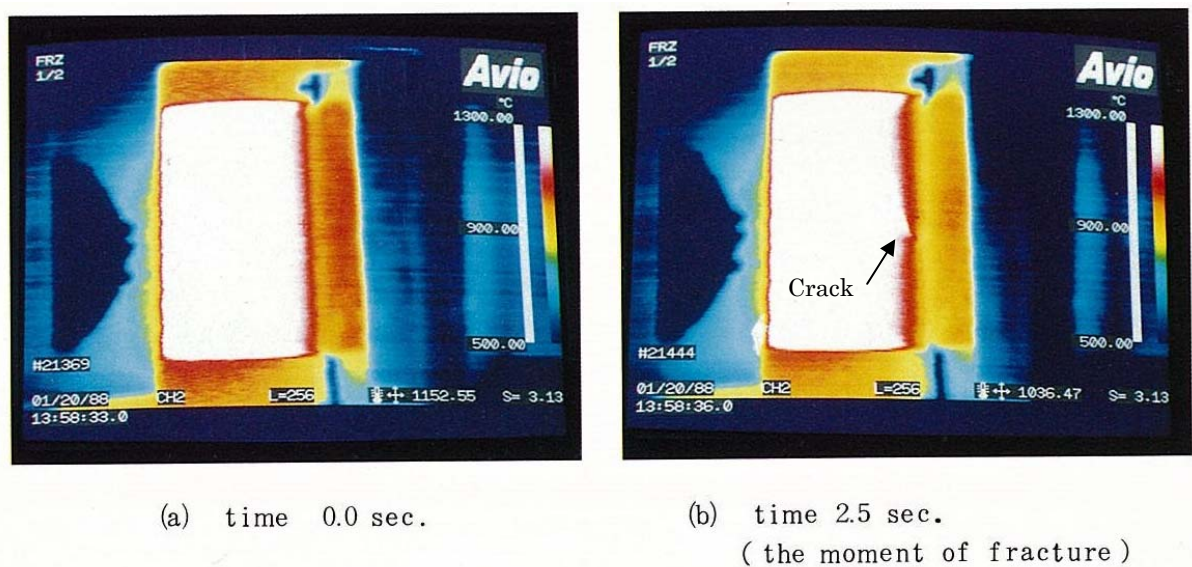 FRZ
1/2
Avio
°C
1300.00
900.00
500.00
#21369
01/20/88 CH2 L=256 1152.55 S= 3.13
13:58:33.0
FRZ
1/2
Avio
°C
1300.00
900.00
Crack
500.00
#21444
01/20/88 CH2 L=256 1036.47 S= 3.13
13:58:36.0
(a) time 0.0 sec.
(b) time 2.5 sec.
(the moment of fracture)